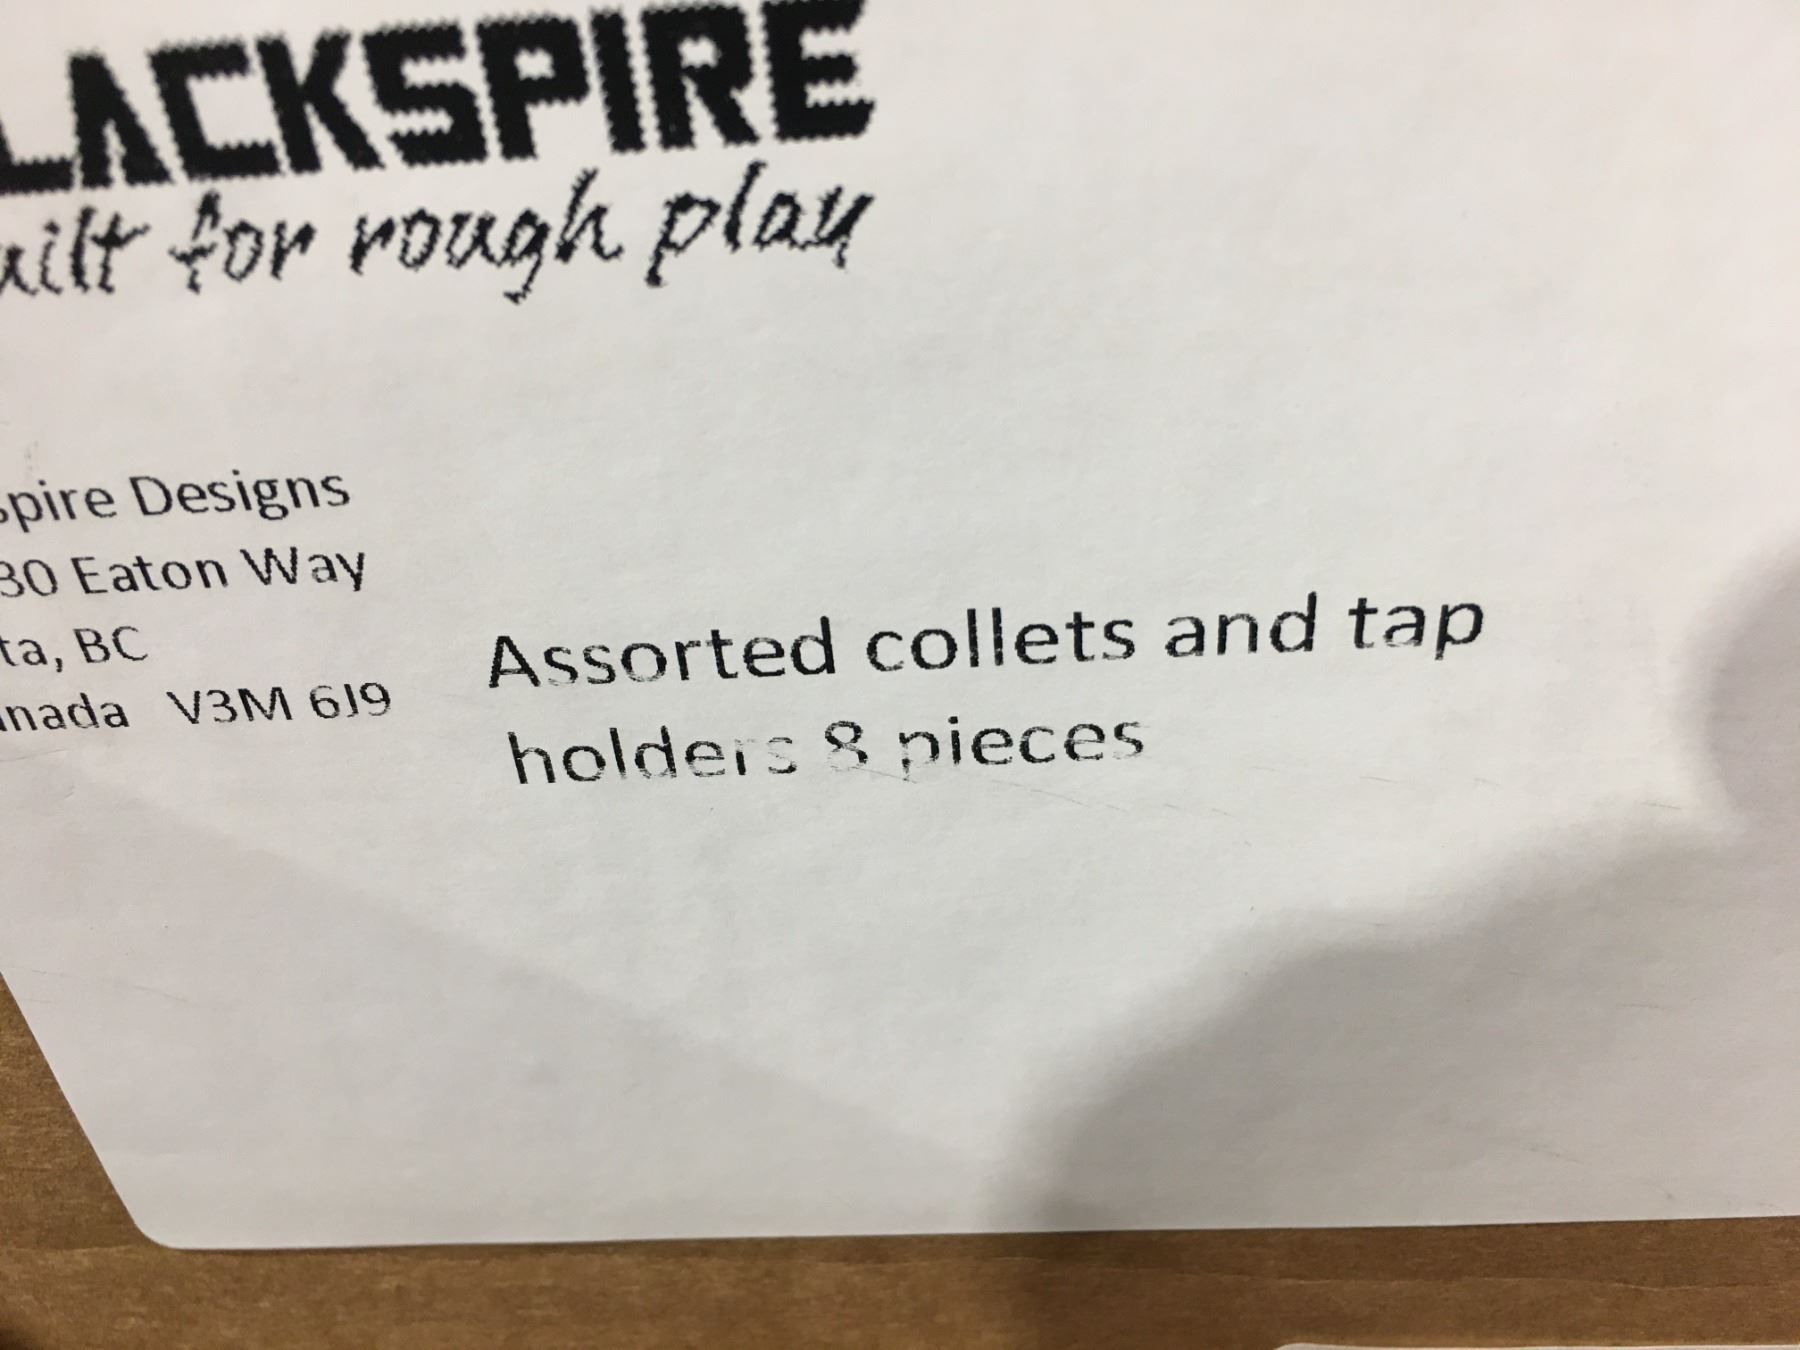 LACKSPIRE
uilt for rough play
spire Designs
30 Eaton Way
ta, BC
nada V3M 6J9
Assorted collets and tap
holders 8 pieces